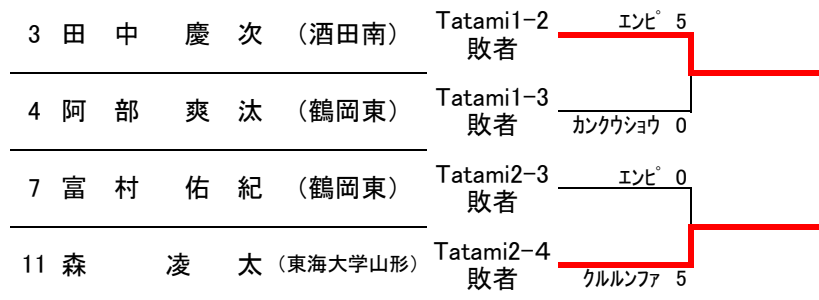 3 田 中 慶 次 (酒田南) Tatami1-2 敗者 エンピ 5
4 阿 部 爽 汰 (鶴岡東) Tatami1-3 敗者 カンクウショウ 0
7 富 村 佑 紀 (鶴岡東) Tatami2-3 敗者 エンピ 0
11 森 凌 太 (東海大学山形) Tatami2-4 敗者 クルルンファ 5